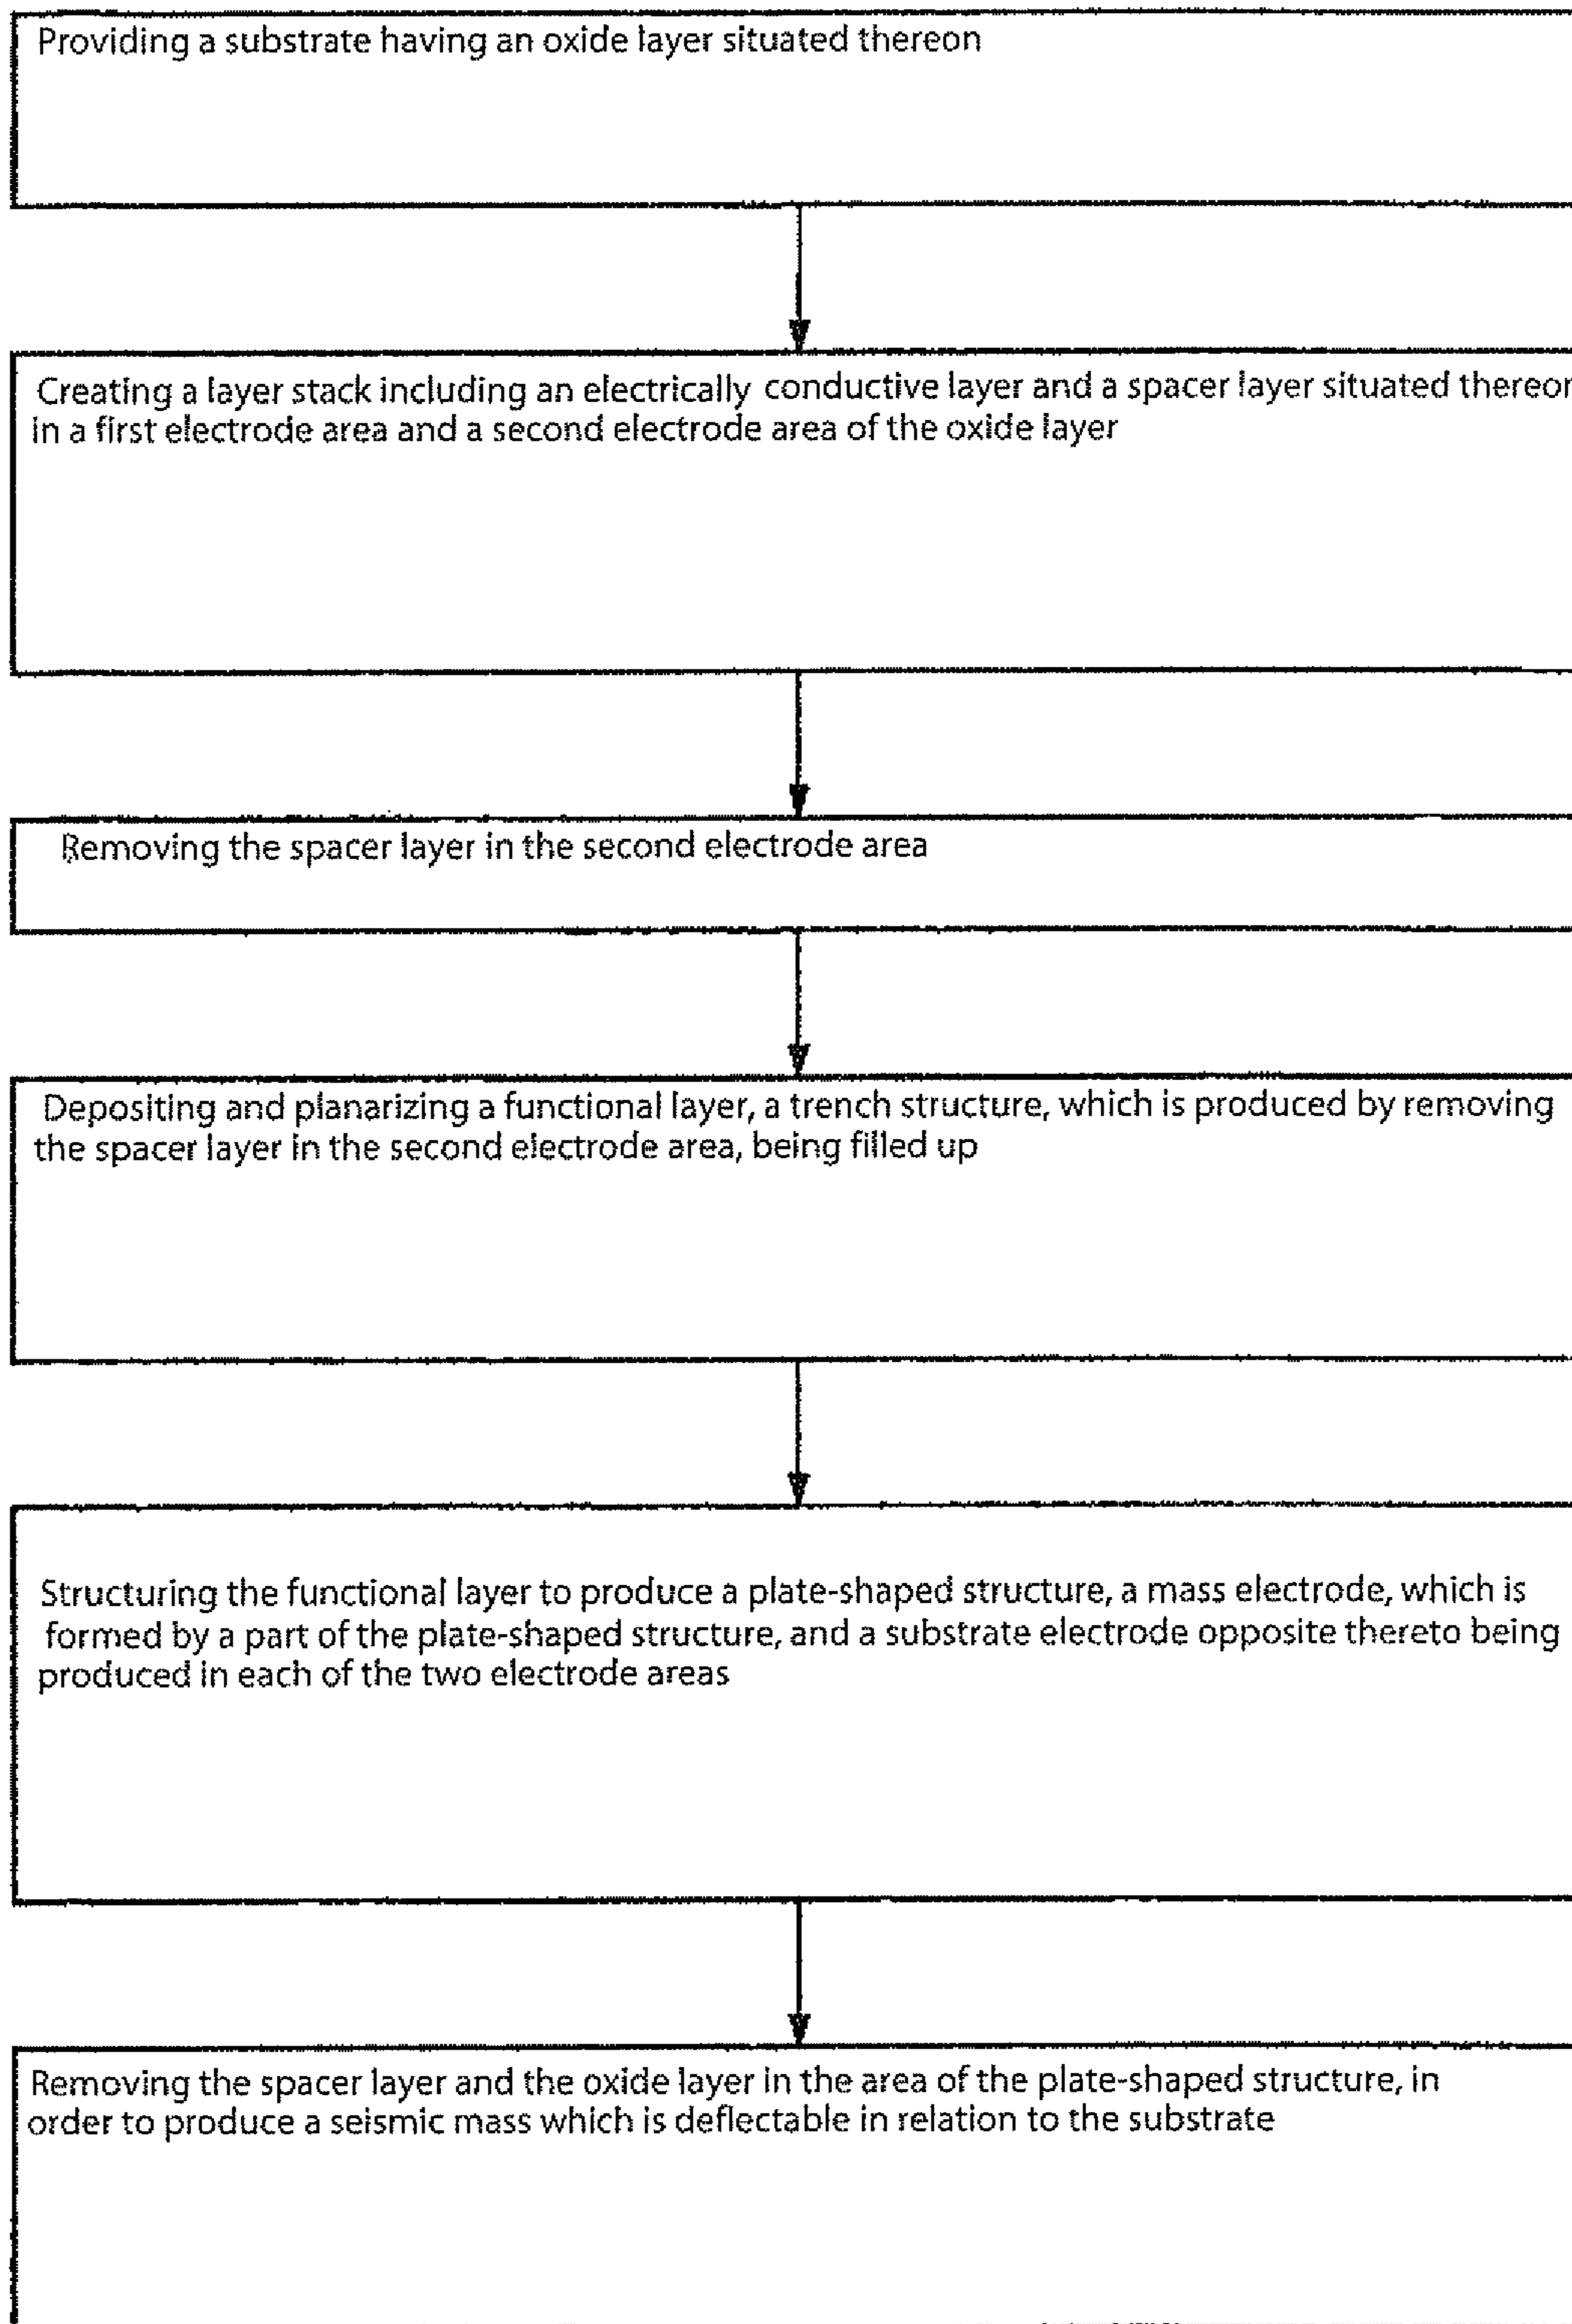 Providing a substrate having an oxide layer situated thereon
Creating a layer stack including an electrically conductive layer and a spacer layer situated thereon
in a first electrode area and a second electrode area of the oxide layer
Removing the spacer layer in the second electrode area
Depositing and planarizing a functional layer, a trench structure, which is produced by removing
the spacer layer in the second electrode area, being filled up
Structuring the functional layer to produce a plate-shaped structure, a mass electrode, which is
formed by a part of the plate-shaped structure, and a substrate electrode opposite thereto being
produced in each of the two electrode areas
Removing the spacer layer and the oxide layer in the area of the plate-shaped structure, in
order to produce a seismic mass which is deflectable in relation to the substrate